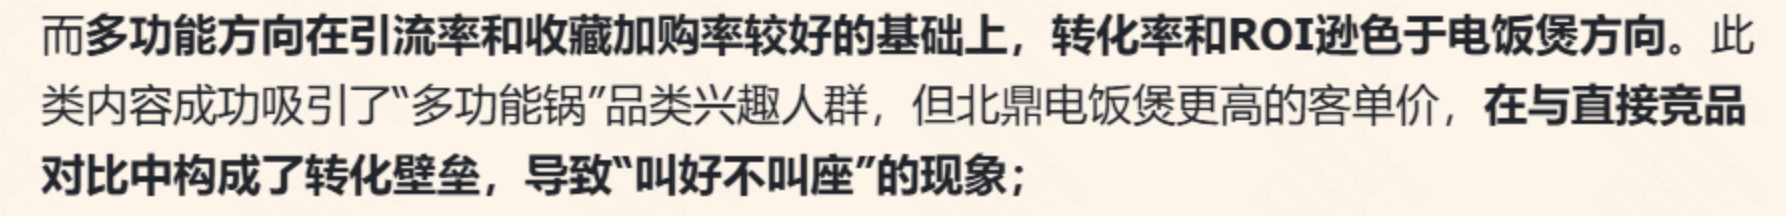 而多功能方向在引流率和收藏加购率较好的基础上，转化率和ROI逊色于电饭煲方向。此
类内容成功吸引了“多功能锅”品类兴趣人群，但北鼎电饭煲更高的客单价，在与直接竞品
对比中构成了转化壁垒，导致“叫好不叫座”的现象；